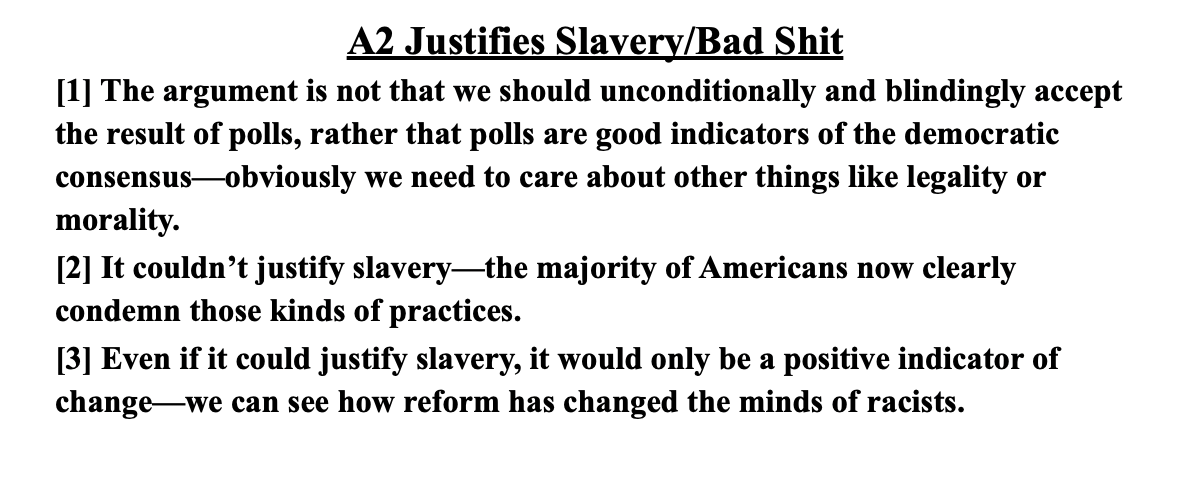 A2 Justifies Slavery/Bad Shit
[1] The argument is not that we should unconditionally and blindingly accept
the result of polls, rather that polls are good indicators of the democratic
consensus—obviously we need to care about other things like legality or
morality.
[2] It couldn’t justify slavery—the majority of Americans now clearly
condemn those kinds of practices.
[3] Even if it could justify slavery, it would only be a positive indicator of
change—we can see how reform has changed the minds of racists.